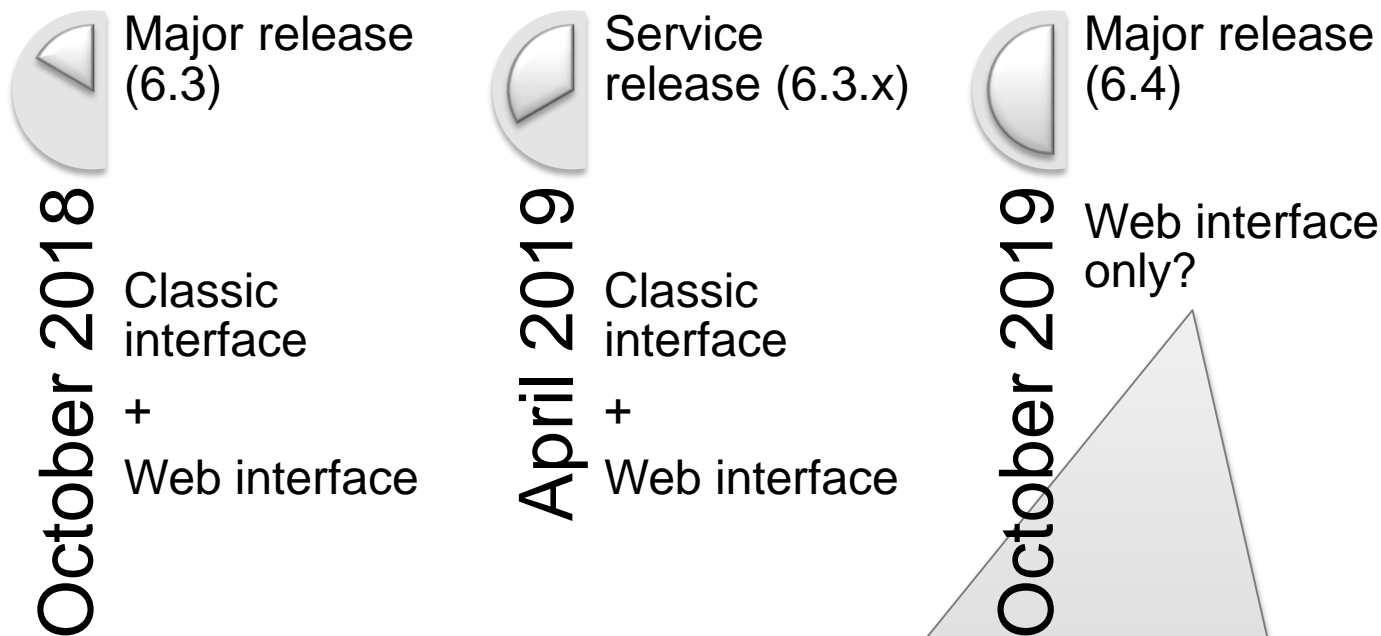 October 2018
Major release
(6.3)
Classic
interface
+
Web interface
April 2019
Service
release (6.3.x)
Classic
interface
+
Web interface
October 2019
Major release
(6.4)
Web interface
only?